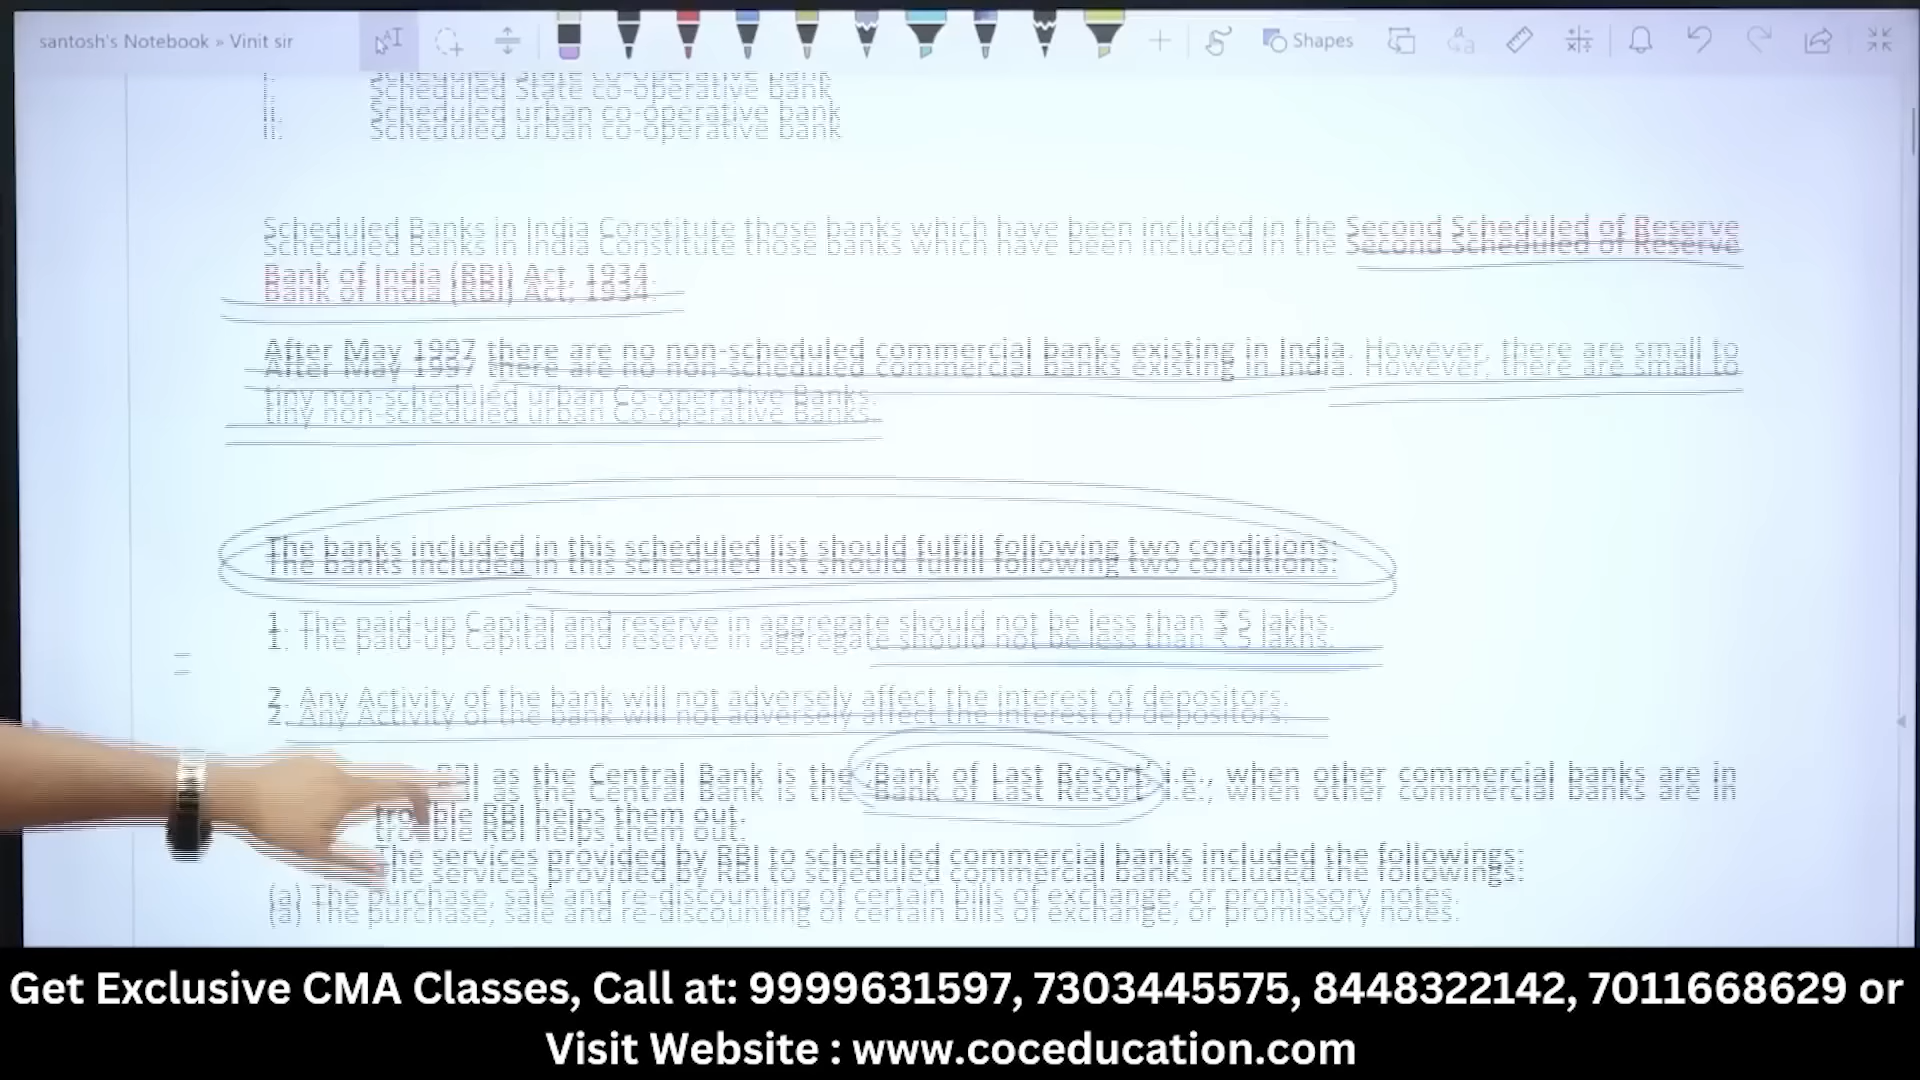 santosh's Notebook » Vinit sir
Shapes
i. Scheduled State co-operative bank
ii. Scheduled urban co-operative bank
Scheduled Banks in India Constitute those banks which have been included in the Second Scheduled of Reserve
Bank of India (RBI) Act, 1934.
After May 1997 there are no non-scheduled commercial banks existing in India. However, there are small to
tiny non-scheduled urban Co-operative Banks.
The banks included in this scheduled list should fulfill following two conditions:
1. The paid-up Capital and reserve in aggregate should not be less than ₹ 5 lakhs.
2. Any Activity of the bank will not adversely affect the interest of depositors.
RBI as the Central Bank is the Bank of Last Resort i.e., when other commercial banks are in
trouble RBI helps them out.
The services provided by RBI to scheduled commercial banks included the followings:
(a) The purchase, sale and re-discounting of certain bills of exchange, or promissory notes.
Get Exclusive CMA Classes, Call at: 9999631597, 7303445575, 8448322142, 7011668629 or
Visit Website : www.coceducation.com